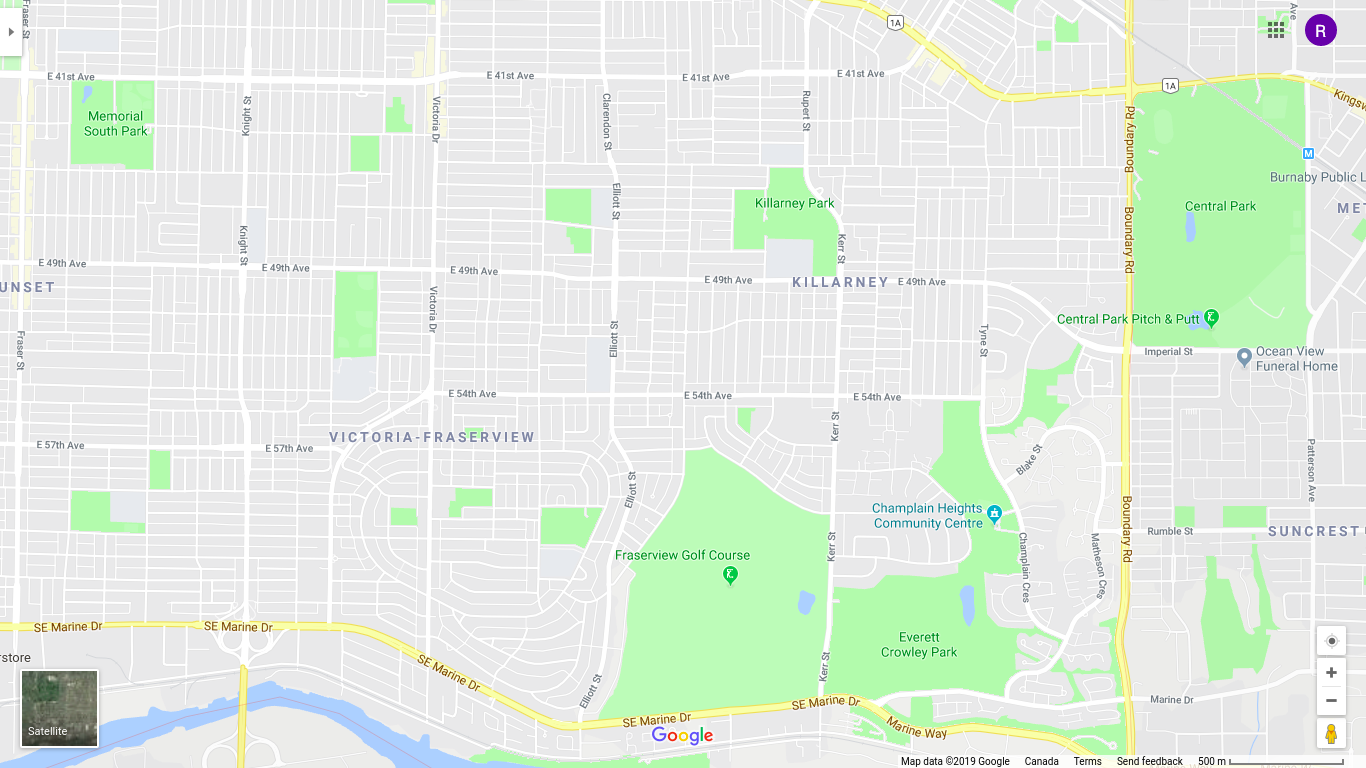 Fraser St
1A
Ave
R
E 41st Ave
E 41st Ave
E 41st Ave
E 41st Ave
1A
Kingsw
Memorial
South Park
Knight St
Victoria Dr
Clarendon St
Rupert St
Boundary Rd
M
Burnaby Public L
Elliott St
Killarney Park
Boundary Rd
Central Park
MET
Knight St
Kerr St
E 49th Ave
E 49th Ave
E 49th Ave
E 49th Ave
KILLARNEY
E 49th Ave
UNSET
Victoria Dr
Fraser St
Elliott St
Tyne St
Central Park Pitch & Putt
Imperial St
Ocean View
Funeral Home
E 54th Ave
E 54th Ave
E 54th Ave
Kerr St
E 57th Ave
E 57th Ave
VICTORIA-FRASERVIEW
Elliott St
Blake St
Patterson Ave
Champlain Heights
Community Centre
Boundary Rd
Rumble St
SUNCREST
Fraserview Golf Course
Kerr St
Champlain Cres
Matheson Cres
SE Marine Dr
SE Marine Dr
Everett
Crowley Park
rstore
SE Marine Dr
Kerr St
Elliott St
SE Marine Dr
SE Marine Dr
Marine Way
Marine Dr
Satellite
Google
Map data ©2019 Google
Canada
Terms
Send feedback
500 m